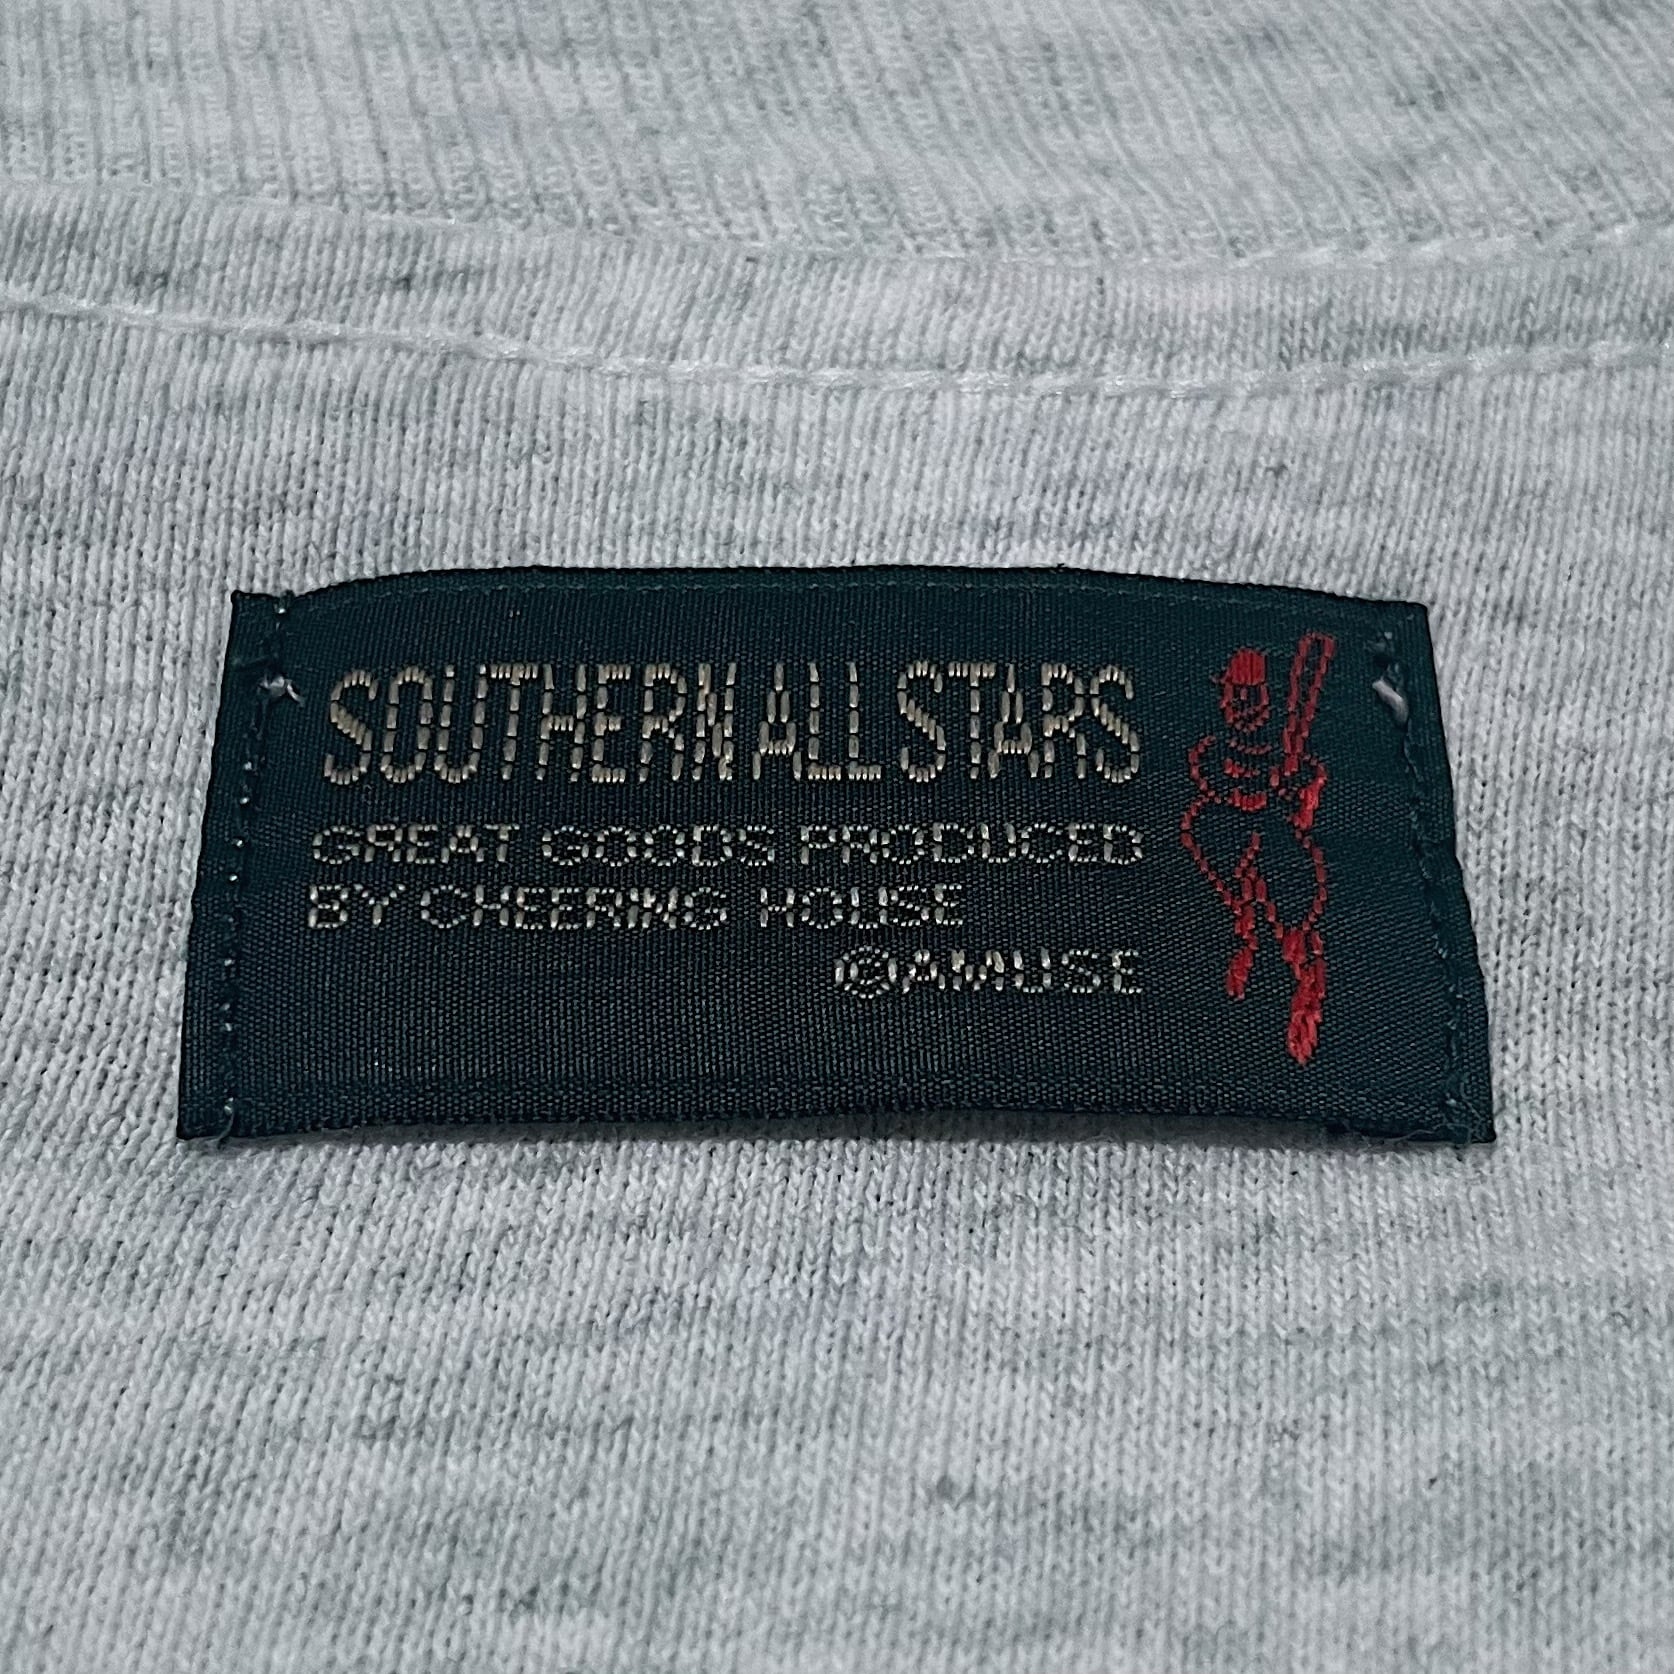 SOUTHERN ALL STARS
GREAT GOODS PRODUCED
BY CHEERING HOUSE
©AMUSE